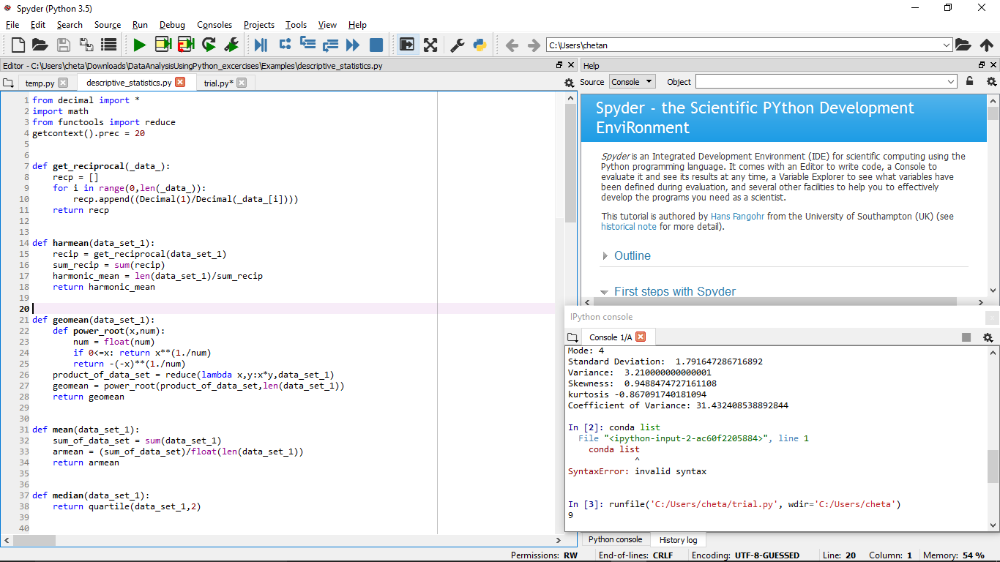 Spyder (Python 3.5)
File Edit Search Source Run Debug Consoles Projects Tools View Help
C:\Users\chetan
Editor - C:\Users\cheta\Downloads\DataAnalysisUsingPython_excercises\Examples\descriptive_statistics.py
temp.py descriptive_statistics.py trial.py*
1 from decimal import *
2 import math
3 from functools import reduce
4 getcontext().prec = 20
5
6
7 def get_reciprocal(_data_):
8     recp = []
9     for i in range(0,len(_data_)):
10         recp.append((Decimal(1)/Decimal(_data_[i])))
11     return recp
12
13
14 def harmean(data_set_1):
15     recip = get_reciprocal(data_set_1)
16     sum_recip = sum(recip)
17     harmonic_mean = len(data_set_1)/sum_recip
18     return harmonic_mean
19
20
21 def geomean(data_set_1):
22     def power_root(x,num):
23         num = float(num)
24         if 0<=x: return x**(1./num)
25         return -(-x)**(1./num)
26     product_of_data_set = reduce(lambda x,y:x*y,data_set_1)
27     geomean = power_root(product_of_data_set,len(data_set_1))
28     return geomean
29
30
31 def mean(data_set_1):
32     sum_of_data_set = sum(data_set_1)
33     armean = (sum_of_data_set)/float(len(data_set_1))
34     return armean
35
36
37 def median(data_set_1):
38     return quartile(data_set_1,2)
39
40
Help
Source Console Object
Spyder - the Scientific PYthon Development
EnviRonment
Spyder is an Integrated Development Environment (IDE) for scientific computing using the
Python programming language. It comes with an Editor to write code, a Console to
evaluate it and see its results at any time, a Variable Explorer to see what variables have
been defined during evaluation, and several other facilities to help you to effectively
develop the programs you need as a scientist.
This tutorial is authored by Hans Fangohr from the University of Southampton (UK) (see
historical note for more detail).
Outline
First steps with Spyder
IPython console
Console 1/A
Mode: 4
Standard Deviation:  1.791647286716892
Variance:  3.210000000000001
Skewness:  0.9488474727161108
kurtosis -0.867091740181094
Coefficient of Variance: 31.432408538892844
In [2]: conda list
  File "<ipython-input-2-ac60f2205884>", line 1
    conda list
             ^
SyntaxError: invalid syntax
In [3]: runfile('C:/Users/cheta/trial.py', wdir='C:/Users/cheta')
9
Python console History log
Permissions: RW End-of-lines: CRLF Encoding: UTF-8-GUESSED Line: 20 Column: 1 Memory: 54 %